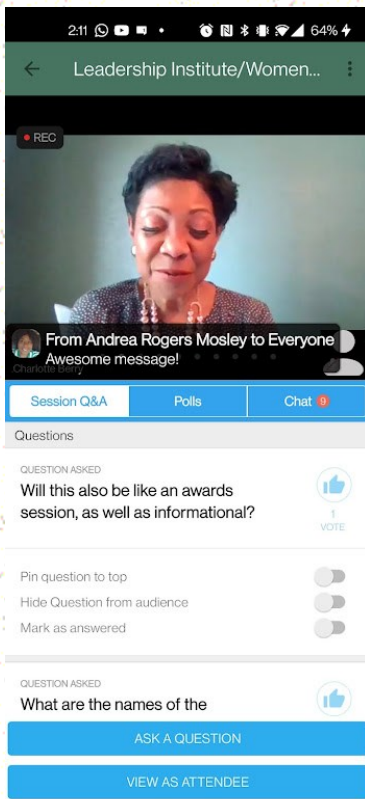 2:11 64%
Leadership Institute/Women...
REC
From Andrea Rogers Mosley to Everyone
Awesome message!
Charlotte Berry
Session Q&A Polls Chat 9
Questions
QUESTION ASKED
Will this also be like an awards
session, as well as informational?
1
VOTE
Pin question to top
Hide Question from audience
Mark as answered
QUESTION ASKED
What are the names of the
ASK A QUESTION
VIEW AS ATTENDEE